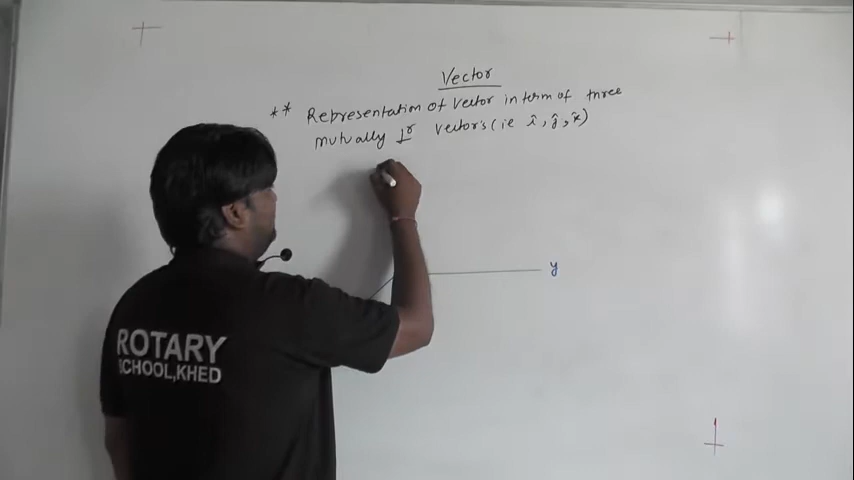 Vector
** Representation of vector in term of three
mutually ⊥r vector's (ie î, ĵ, k̂)
y
ROTARY
SCHOOL,KHED